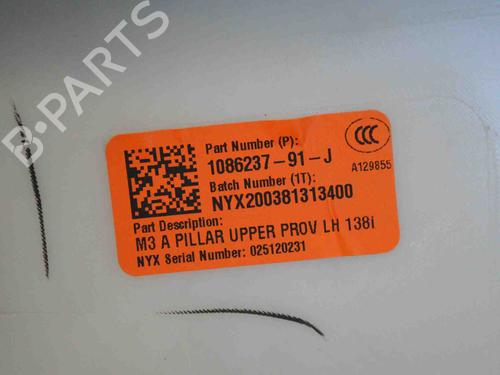 B-PARTS
Part Number (P):
1086237-91-J
Batch Number (1T):
NYX200381313400
Part Description:
M3 A PILLAR UPPER PROV LH 138i
NYX Serial Number: 025120231
CCC
A129855